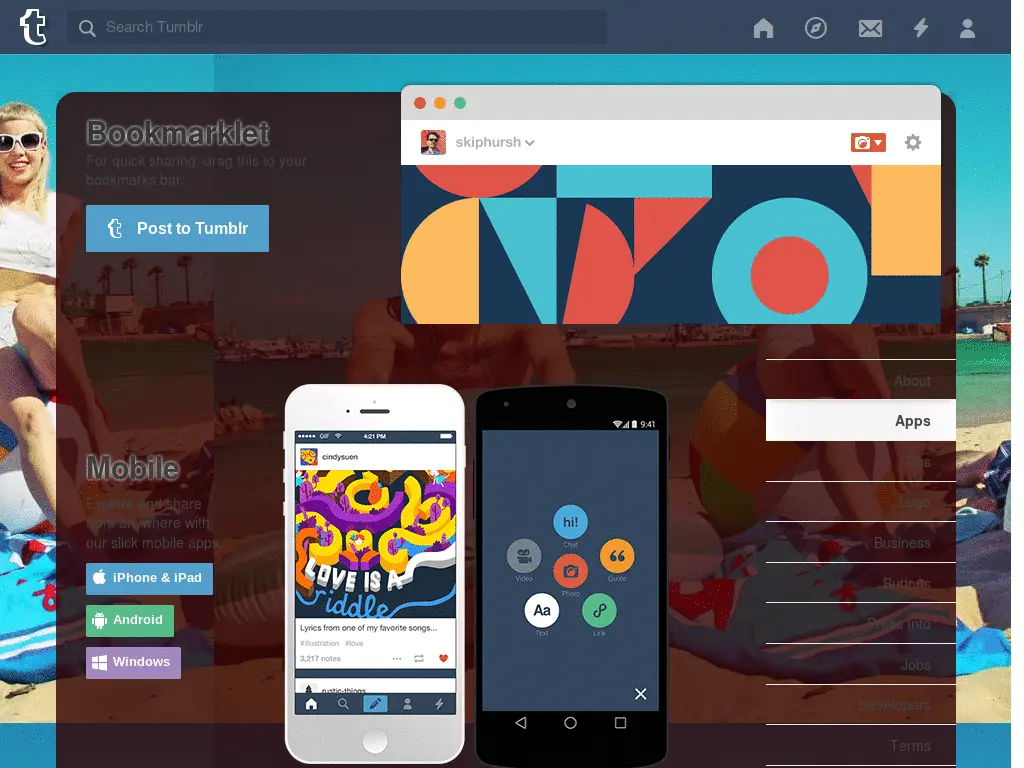 Search Tumblr
Bookmarklet
For quick sharing, drag this to your
bookmarks bar:
Post to Tumblr
skiphursh
About
Apps
Tips
Logo
Business
Buttons
Press Info
Jobs
Developers
Terms
Mobile
Explore and share
from anywhere with
our slick mobile apps.
iPhone & iPad
Android
Windows
GIF
4:21 PM
cindysuen
LOVE IS A
riddle
Lyrics from one of my favorite songs...
#illustration #love
3,217 notes
rustic-things
9:41
hi!
Chat
Video
Photo
Quote
Aa
Text
Link